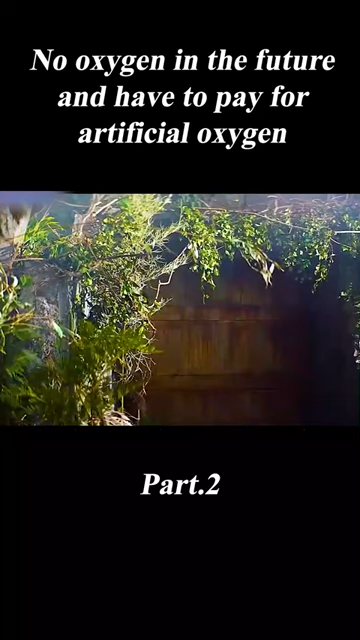 No oxygen in the future
and have to pay for
artificial oxygen
Part.2